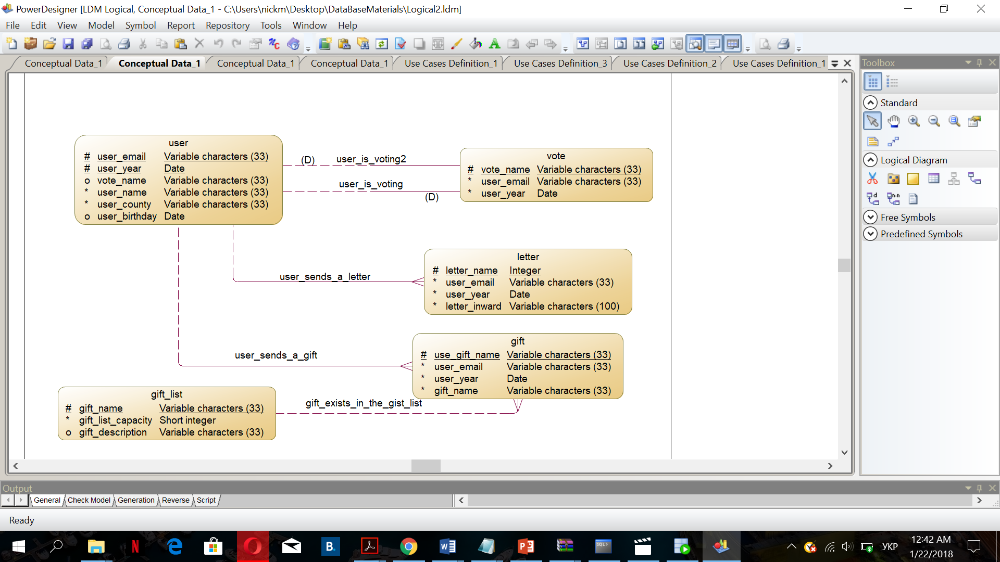 PowerDesigner [LDM Logical, Conceptual Data_1 - C:\Users\nickm\Desktop\DataBaseMaterials\Logical2.ldm]
File Edit View Model Symbol Report Repository Tools Window Help
Conceptual Data_1 Conceptual Data_1 Conceptual Data_1 Conceptual Data_1 Use Cases Definition_1 Use Cases Definition_3 Use Cases Definition_2 Use Cases Definition_1
user
# user_email Variable characters (33)
# user_year Date
o vote_name Variable characters (33)
* user_name Variable characters (33)
* user_county Variable characters (33)
o user_birthday Date
(D) user_is_voting2
user_is_voting
(D)
vote
# vote_name Variable characters (33)
* user_email Variable characters (33)
* user_year Date
user_sends_a_letter
letter
# letter_name Integer
* user_email Variable characters (33)
* user_year Date
* letter_inward Variable characters (100)
user_sends_a_gift
gift
# use_gift_name Variable characters (33)
* user_email Variable characters (33)
* user_year Date
* gift_name Variable characters (33)
gift_exists_in_the_gist_list
gift_list
# gift_name Variable characters (33)
* gift_list_capacity Short integer
o gift_description Variable characters (33)
Toolbox
Standard
Logical Diagram
Free Symbols
Predefined Symbols
Output
General Check Model Generation Reverse Script
Ready
B.
SQL>
УКР
12:42 AM
1/22/2018